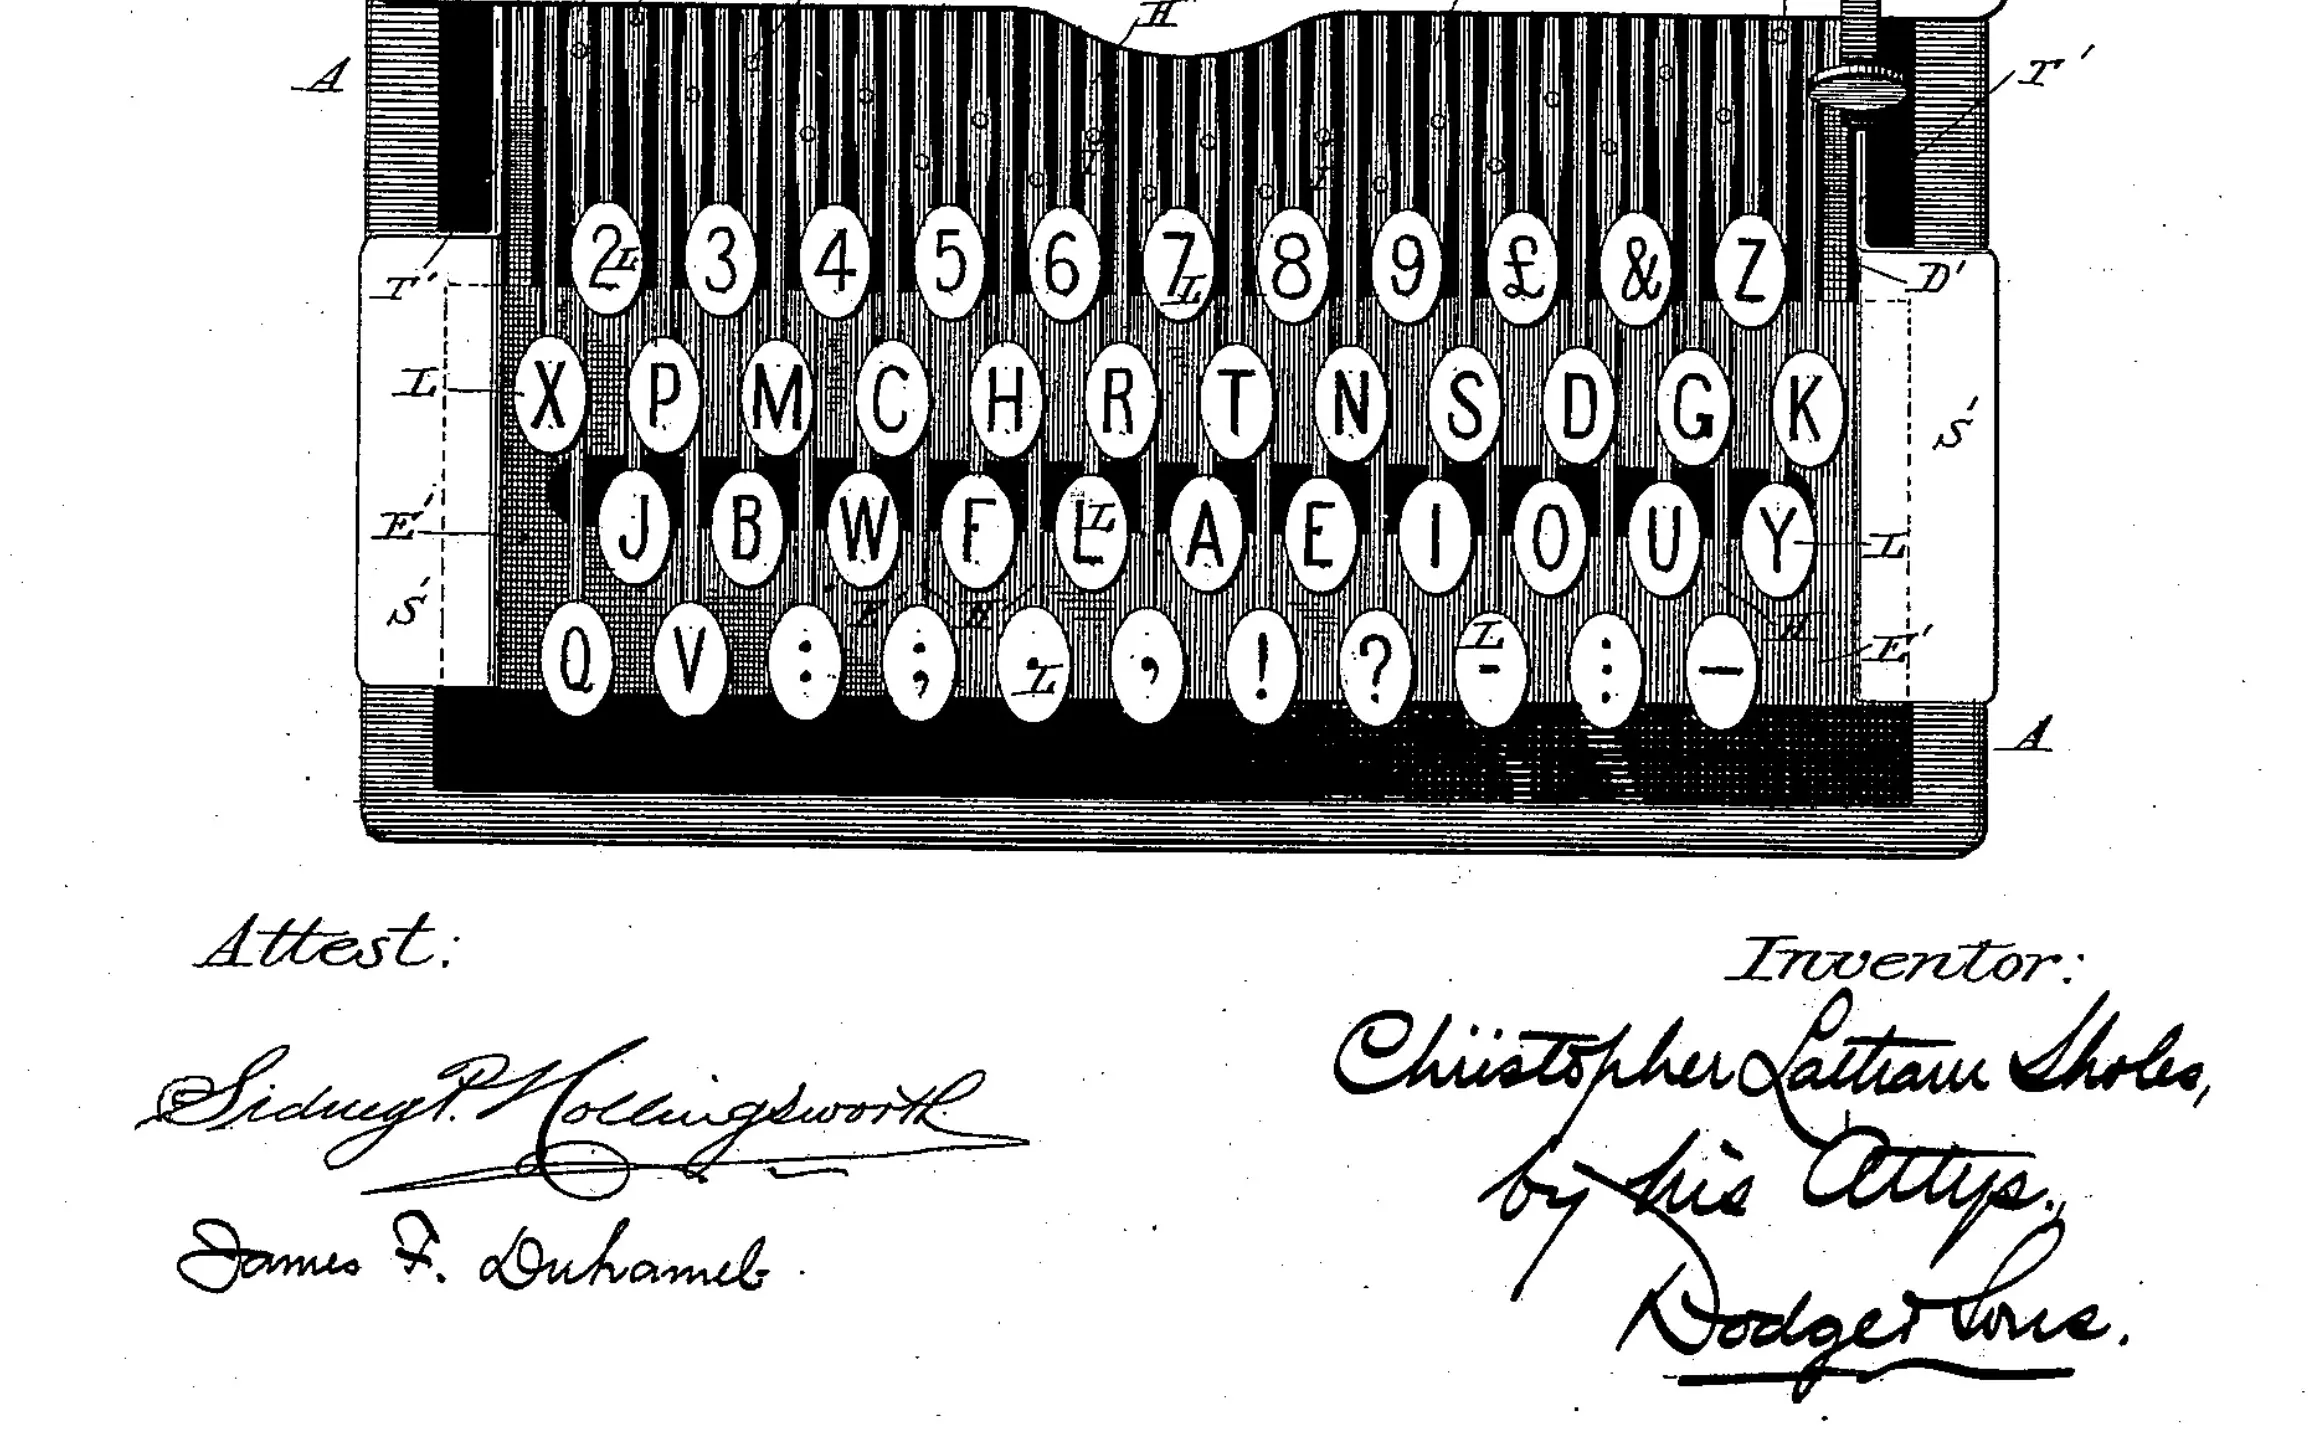 H
A
T'
2 3 4 5 6 7 8 9 £ & Z
L L
T' D'
X P M C H R T N S D G K
L S'
J B W F L A E I O U Y
E' L L
S' F H H E'
Q V : ; . , ! ? - ⋮ —
L L
A
Attest:
Inventor:
Sidney P. Hollingsworth
Christopher Latham Sholes,
by his Attys.
James F. Duhamel.
Dodger Sons.